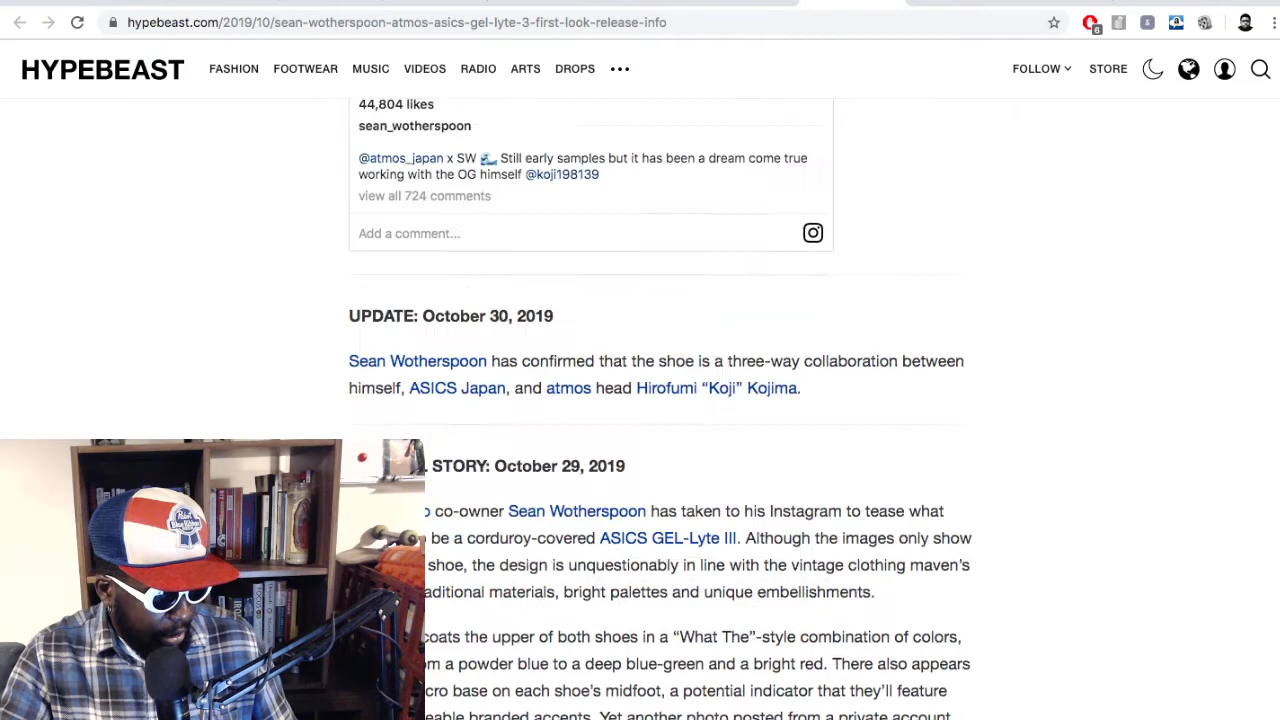 hypebeast.com/2019/10/sean-wotherspoon-atmos-asics-gel-lyte-3-first-look-release-info
6
HYPEBEAST FASHION FOOTWEAR MUSIC VIDEOS RADIO ARTS DROPS ••• FOLLOW STORE
44,804 likes
sean_wotherspoon
@atmos_japan x SW 🌊 Still early samples but it has been a dream come true
working with the OG himself @koji198139
view all 724 comments
Add a comment...
UPDATE: October 30, 2019
Sean Wotherspoon has confirmed that the shoe is a three-way collaboration between
himself, ASICS Japan, and atmos head Hirofumi “Koji” Kojima.
STORY: October 29, 2019
co-owner Sean Wotherspoon has taken to his Instagram to tease what
be a corduroy-covered ASICS GEL-Lyte III. Although the images only show
shoe, the design is unquestionably in line with the vintage clothing maven’s
aditional materials, bright palettes and unique embellishments.
coats the upper of both shoes in a “What The”-style combination of colors,
m a powder blue to a deep blue-green and a bright red. There also appears
cro base on each shoe’s midfoot, a potential indicator that they’ll feature
eable branded accents. Yet another photo posted from a private account
Pabst
Blue Ribbon